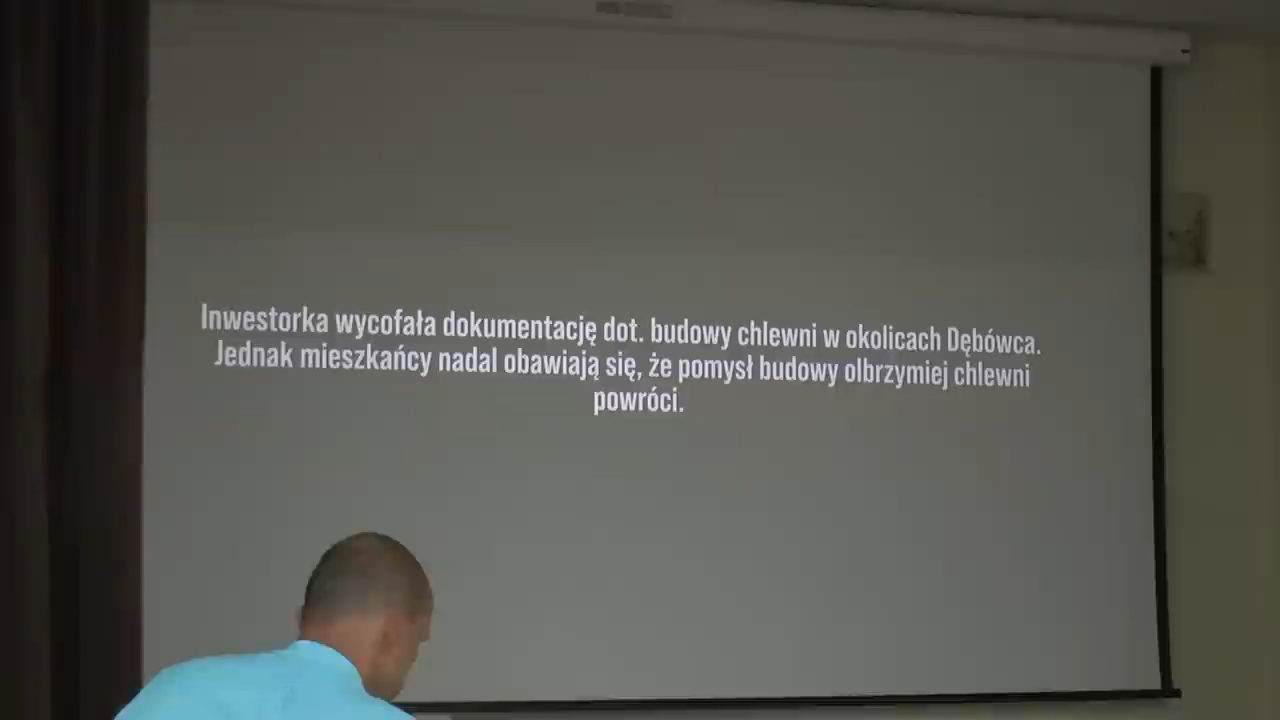 Inwestorka wycofała dokumentację dot. budowy chlewni w okolicach Dębówca.
Jednak mieszkańcy nadal obawiają się, że pomysł budowy olbrzymiej chlewni
powróci.